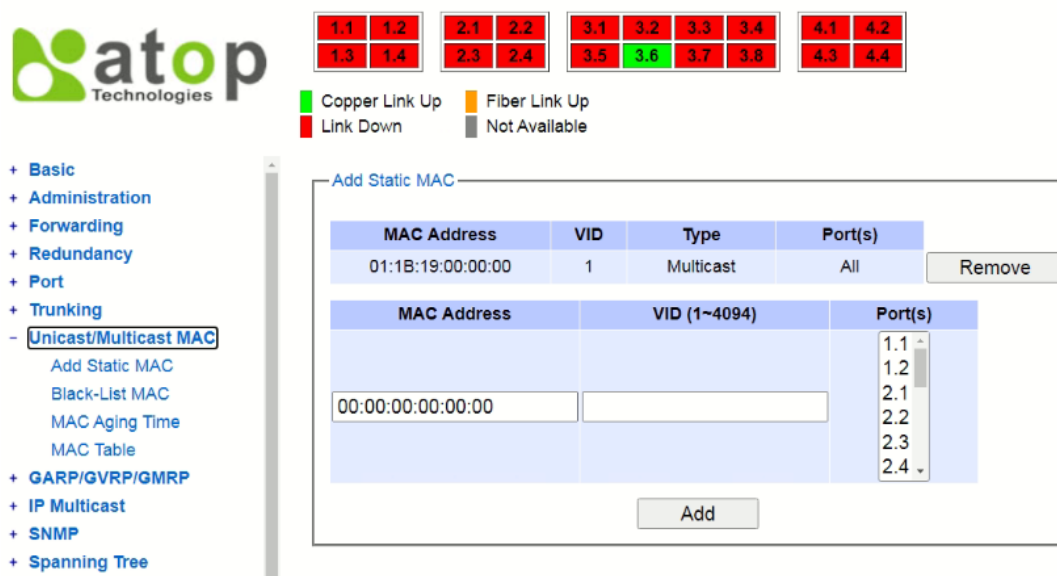 atop
Technologies
1.1 1.2 2.1 2.2 3.1 3.2 3.3 3.4 4.1 4.2
1.3 1.4 2.3 2.4 3.5 3.6 3.7 3.8 4.3 4.4
Copper Link Up Fiber Link Up
Link Down Not Available
+ Basic
+ Administration
+ Forwarding
+ Redundancy
+ Port
+ Trunking
− Unicast/Multicast MAC
Add Static MAC
Black-List MAC
MAC Aging Time
MAC Table
+ GARP/GVRP/GMRP
+ IP Multicast
+ SNMP
+ Spanning Tree
Add Static MAC
MAC Address VID Type Port(s)
01:1B:19:00:00:00 1 Multicast All Remove
MAC Address VID (1~4094) Port(s)
00:00:00:00:00:00
1.1
1.2
2.1
2.2
2.3
2.4
Add